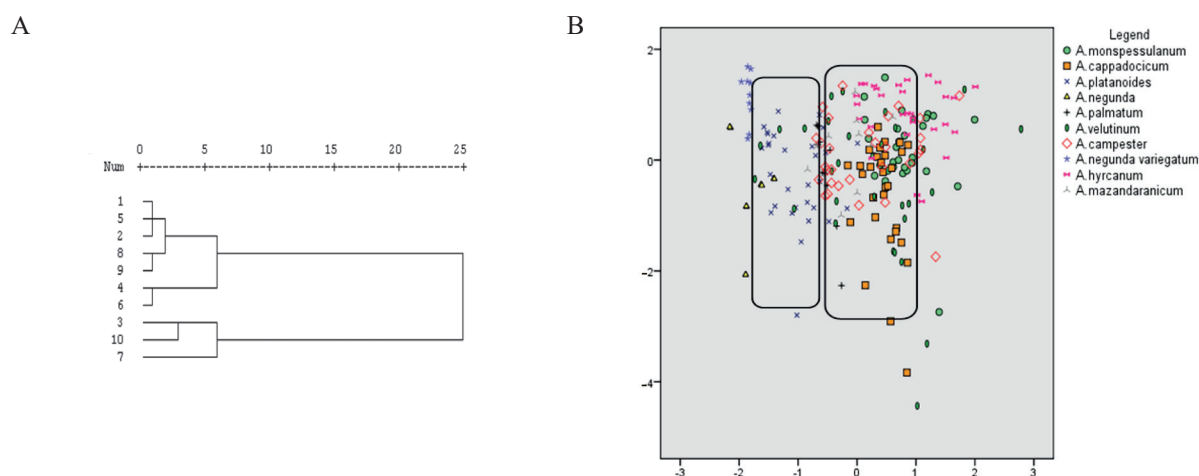 A
B
0 5 10 15 20 25
Num
1
5
2
8
9
4
6
3
10
7
2
0
-2
-4
-3 -2 -1 0 1 2 3
Legend
A.monspessulanum
A.cappadocicum
A.platanoides
A.negunda
A.palmatum
A.velutinum
A.campester
A.negunda variegatum
A.hyrcanum
A.mazandaranicum